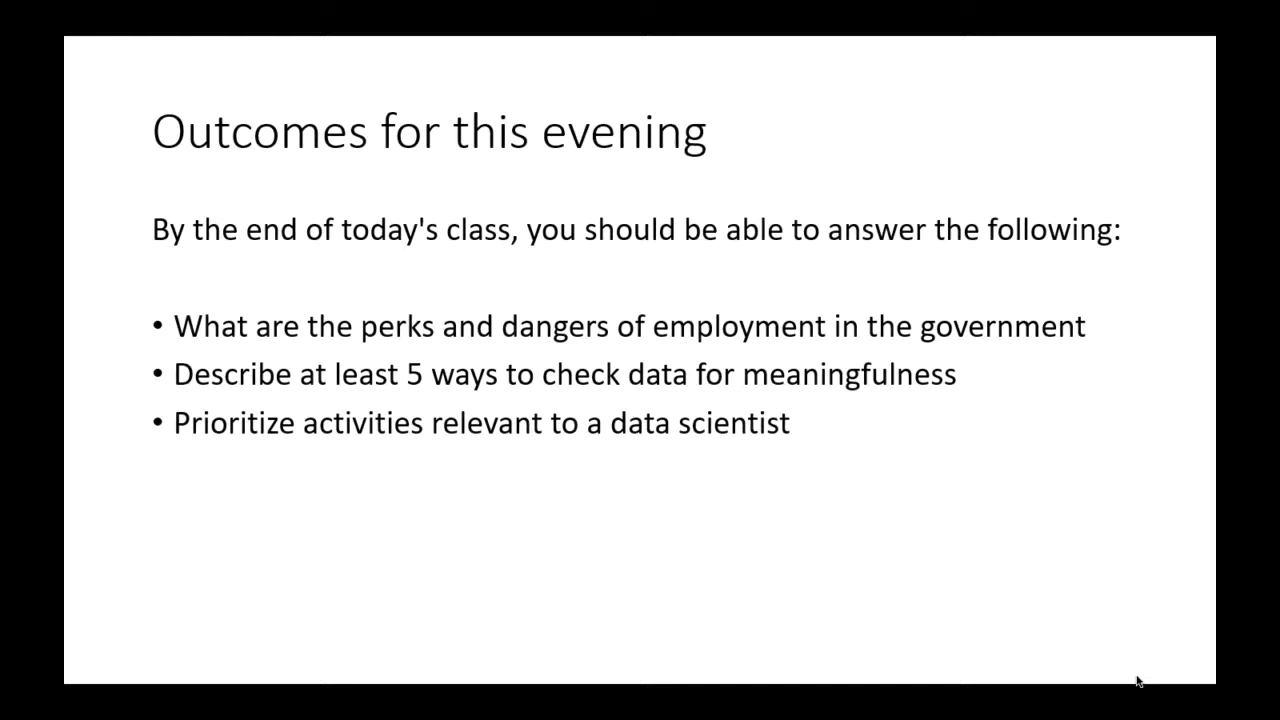 Outcomes for this evening
By the end of today's class, you should be able to answer the following:
• What are the perks and dangers of employment in the government
• Describe at least 5 ways to check data for meaningfulness
• Prioritize activities relevant to a data scientist